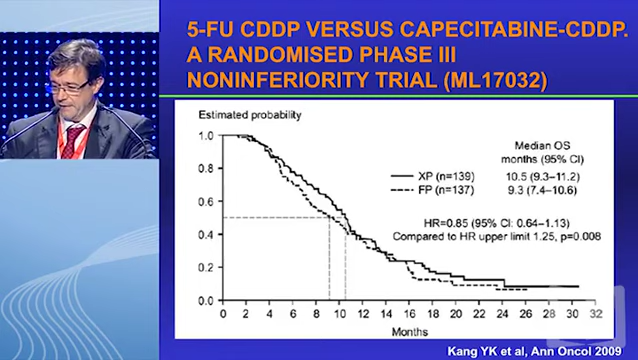 5-FU CDDP VERSUS CAPECITABINE-CDDP.
A RANDOMISED PHASE III
NONINFERIORITY TRIAL (ML17032)
Estimated probability
1.0
0.8
0.6
0.4
0.2
0.0
Median OS
months (95% CI)
XP (n=139) 10.5 (9.3–11.2)
FP (n=137) 9.3 (7.4–10.6)
HR=0.85 (95% CI: 0.64–1.13)
Compared to HR upper limit 1.25, p=0.008
0 2 4 6 8 10 12 14 16 18 20 22 24 26 28 30 32
Months
Kang YK et al, Ann Oncol 2009